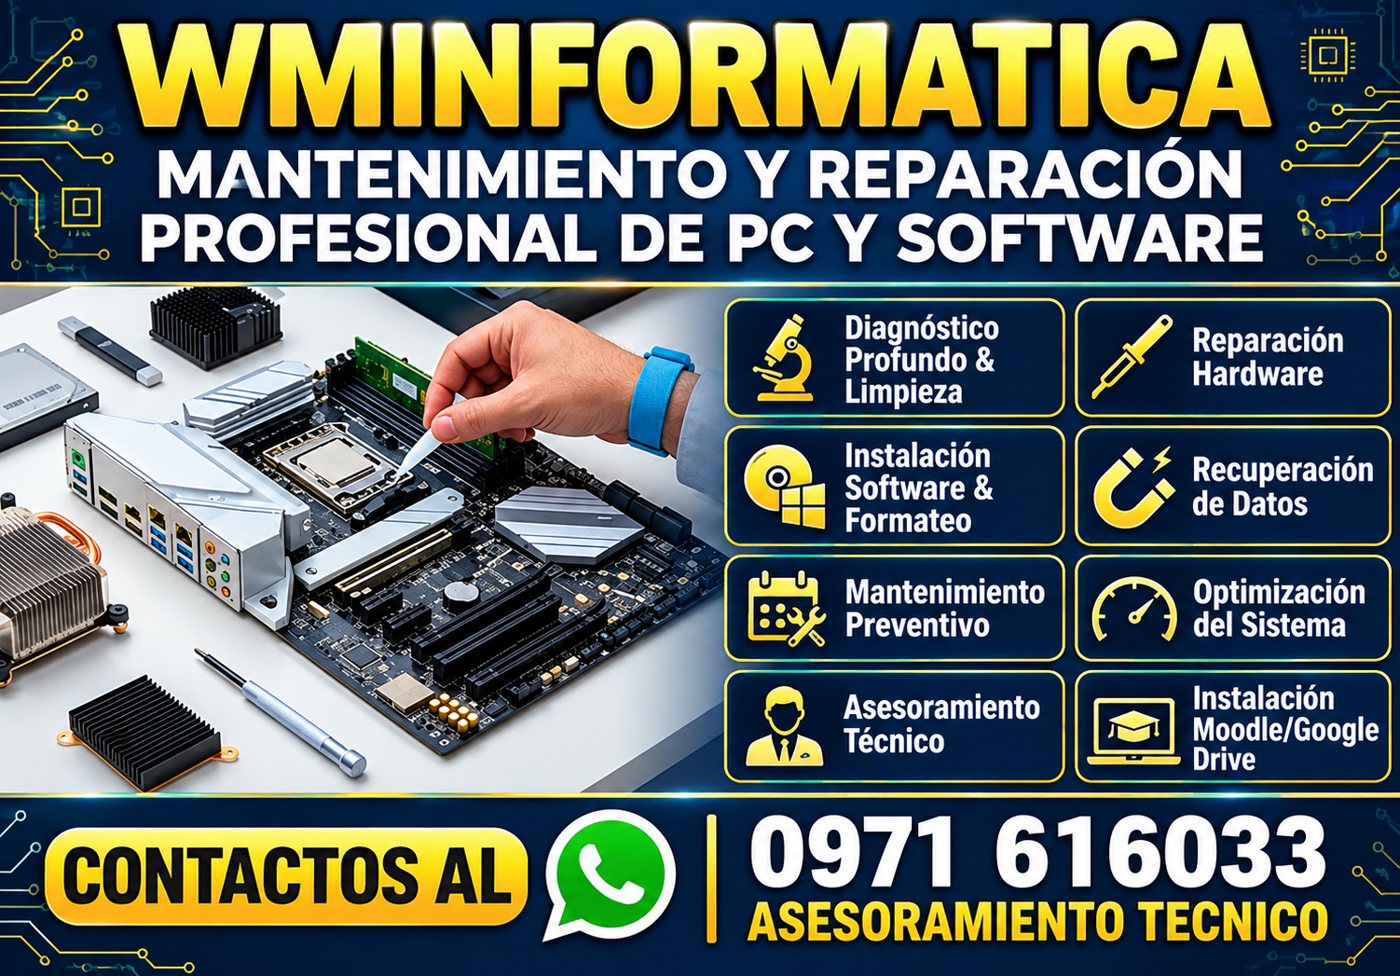 WMINFORMATICA
MANTENIMIENTO Y REPARACIÓN
PROFESIONAL DE PC Y SOFTWARE
Diagnóstico
Profundo &
Limpieza
Reparación
Hardware
Instalación
Software &
Formateo
Recuperación
de Datos
Mantenimiento
Preventivo
Optimización
del Sistema
Asesoramiento
Técnico
Instalación
Moodle/Google
Drive
CONTACTOS AL
0971 616033
ASESORAMIENTO TECNICO